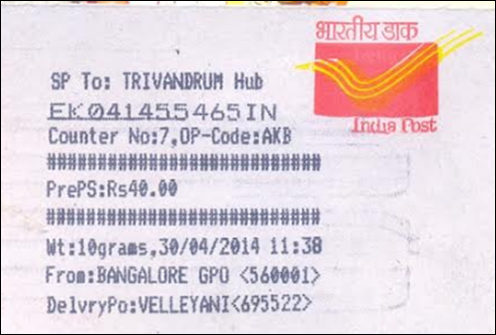 भारतीय डाक
India Post
SP To: TRIVANDRUM Hub
EK041455465IN
Counter No:7,OP-Code:AKB
###########################
PrePS:Rs40.00
###########################
Wt:10grams,30/04/2014 11:38
From:BANGALORE GPO <560001>
DelvryPo:VELLEYANI<695522>